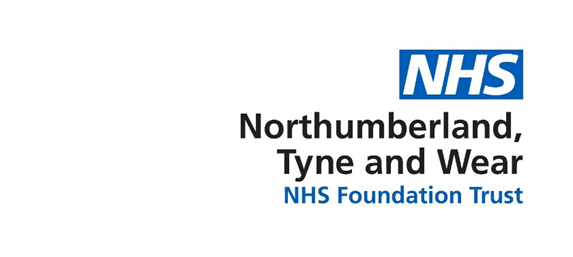 NHS
Northumberland,
Tyne and Wear
NHS Foundation Trust